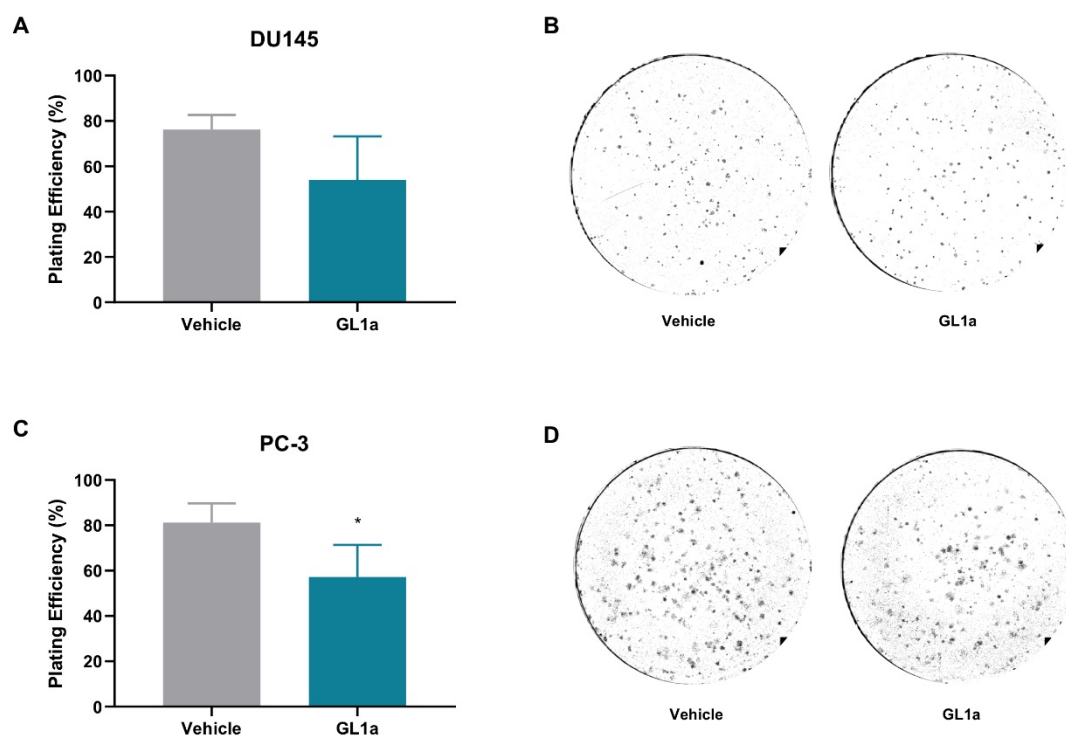 A
DU145
Plating Efficiency (%)
100
80
60
40
20
0
Vehicle GL1a
B
Vehicle GL1a
C
PC-3
Plating Efficiency (%)
100
80
60
40
20
0
*
Vehicle GL1a
D
Vehicle GL1a